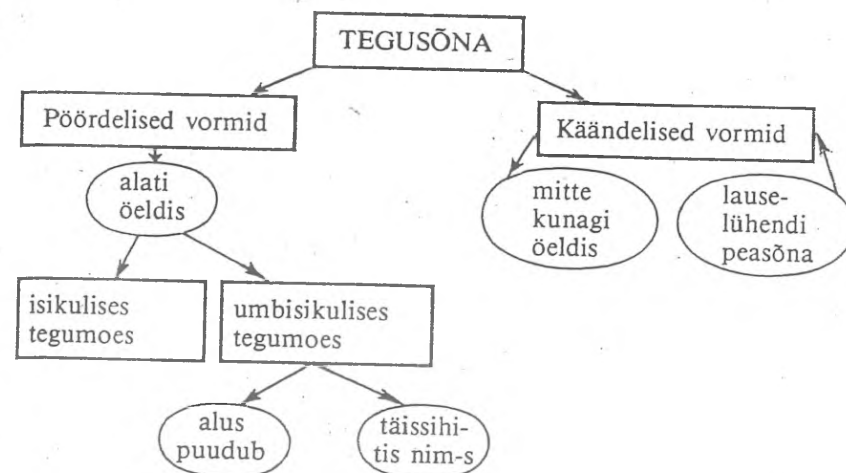 TEGUSÕNA
Pöördelised vormid
Käändelised vormid
alati
öeldis
mitte
kunagi
öeldis
lause-
lühendi
peasõna
isikulises
tegumoes
umbisikulises
tegumoes
alus
puudub
täissihi-
tis nim-s